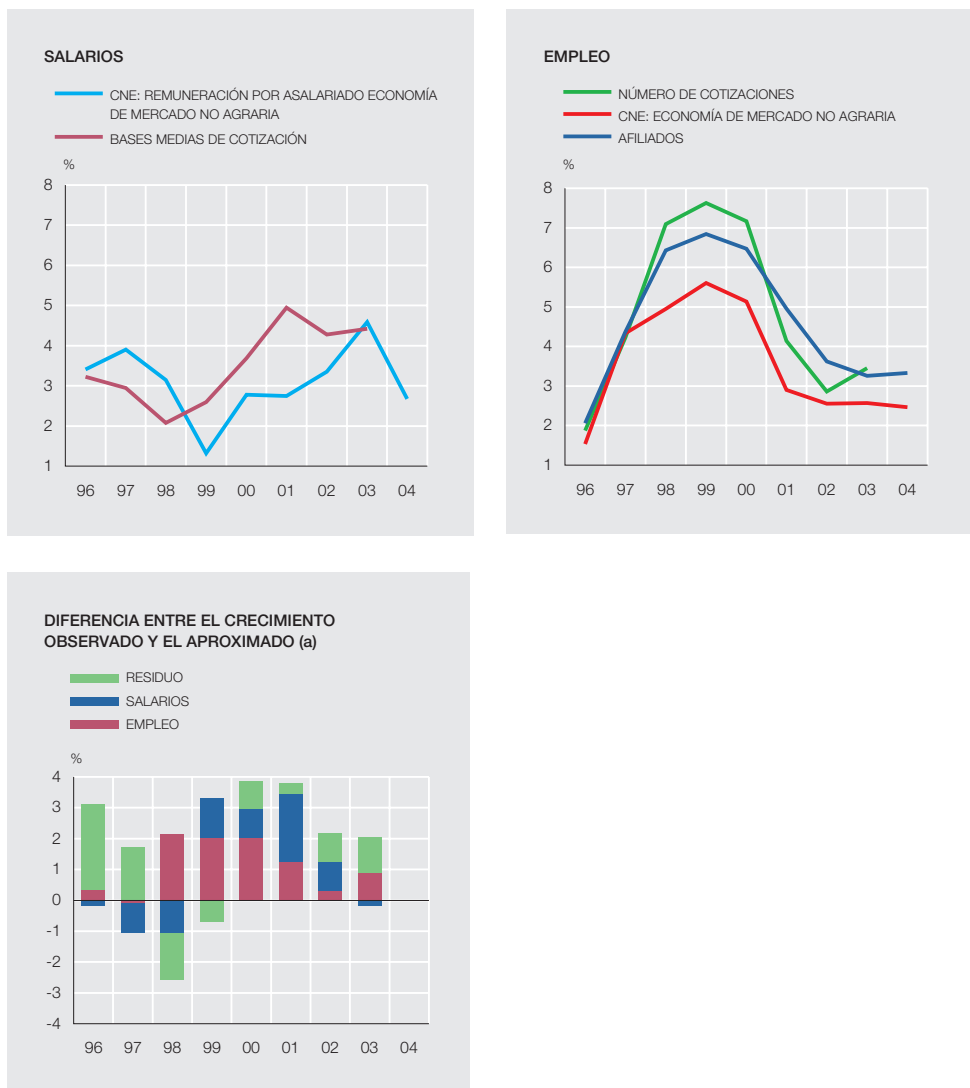 SALARIOS
CNE: REMUNERACIÓN POR ASALARIADO ECONOMÍA
DE MERCADO NO AGRARIA
BASES MEDIAS DE COTIZACIÓN
%
8
7
6
5
4
3
2
1
96 97 98 99 00 01 02 03 04
EMPLEO
NÚMERO DE COTIZACIONES
CNE: ECONOMÍA DE MERCADO NO AGRARIA
AFILIADOS
%
8
7
6
5
4
3
2
1
96 97 98 99 00 01 02 03 04
DIFERENCIA ENTRE EL CRECIMIENTO
OBSERVADO Y EL APROXIMADO (a)
RESIDUO
SALARIOS
EMPLEO
%
4
3
2
1
0
-1
-2
-3
-4
96 97 98 99 00 01 02 03 04